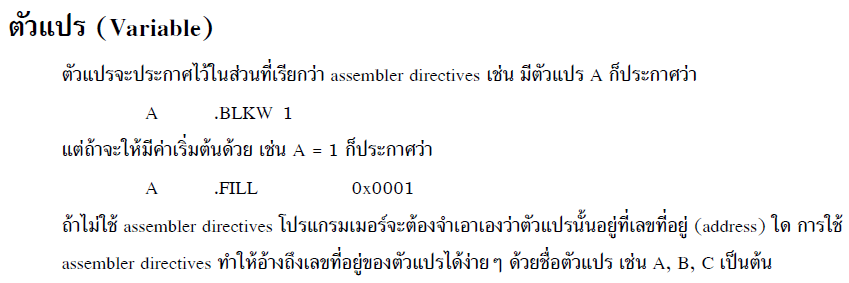 ตัวแปร (Variable)
ตัวแปรจะประกาศไว้ในส่วนที่เรียกว่า assembler directives เช่น มีตัวแปร A ก็ประกาศว่า
A .BLKW 1
แต่ถ้าจะให้มีค่าเริ่มต้นด้วย เช่น A = 1 ก็ประกาศว่า
A .FILL 0x0001
ถ้าไม่ใช้ assembler directives โปรแกรมเมอร์จะต้องจำเอาเองว่าตัวแปรนั้นอยู่ที่เลขที่อยู่ (address) ใด การใช้
assembler directives ทำให้อ้างถึงเลขที่อยู่ของตัวแปรได้ง่าย ๆ ด้วยชื่อตัวแปร เช่น A, B, C เป็นต้น